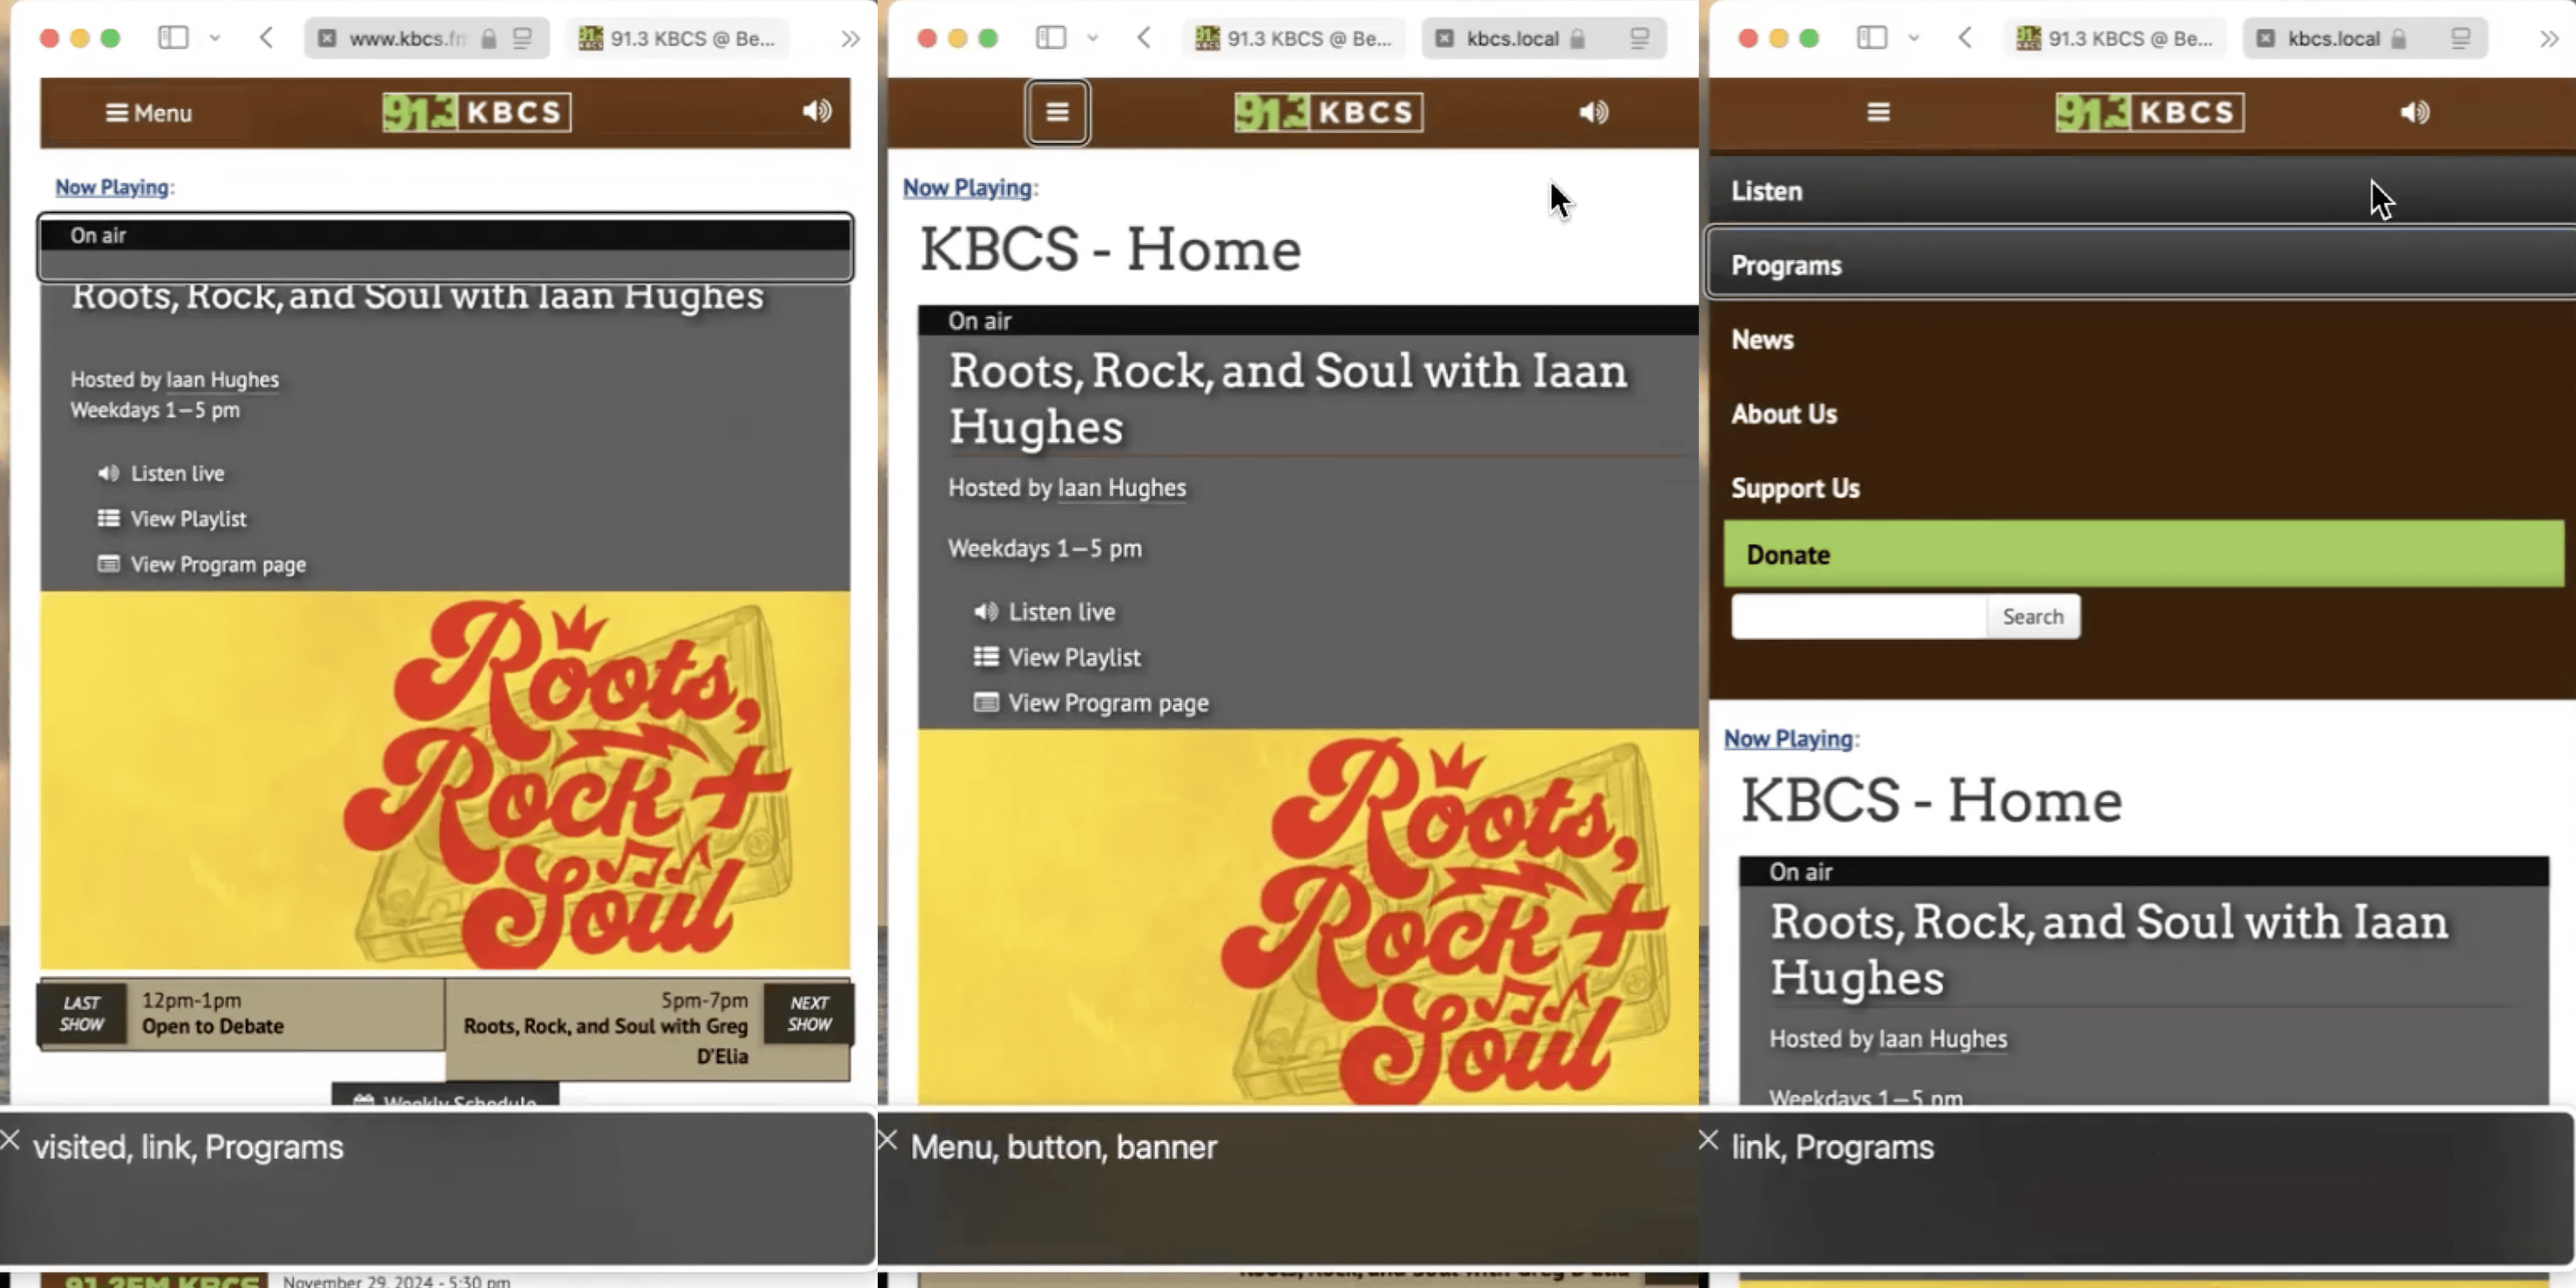 www.kbcs.fm
91.3 KBCS @ Be...
Menu
91.3 KBCS
Now Playing:
On air
Roots, Rock, and Soul with Iaan Hughes
Hosted by Iaan Hughes
Weekdays 1–5 pm
Listen live
View Playlist
View Program page
Roots,
Rock +
Soul
LAST
SHOW
12pm-1pm
Open to Debate
5pm-7pm
Roots, Rock, and Soul with Greg
D'Elia
NEXT
SHOW
Weekly Schedule
visited, link, Programs
91.3FM KBCS
November 29, 2024 - 5:30 pm
91.3 KBCS @ Be...
kbcs.local
91.3 KBCS
Now Playing:
KBCS - Home
On air
Roots, Rock, and Soul with Iaan
Hughes
Hosted by Iaan Hughes
Weekdays 1–5 pm
Listen live
View Playlist
View Program page
Roots,
Rock +
Soul
Menu, button, banner
Roots, Rock, and Soul with Greg D'Elia
91.3 KBCS @ Be...
kbcs.local
91.3 KBCS
Listen
Programs
News
About Us
Support Us
Donate
Search
Now Playing:
KBCS - Home
On air
Roots, Rock, and Soul with Iaan
Hughes
Hosted by Iaan Hughes
Weekdays 1–5 pm
link, Programs